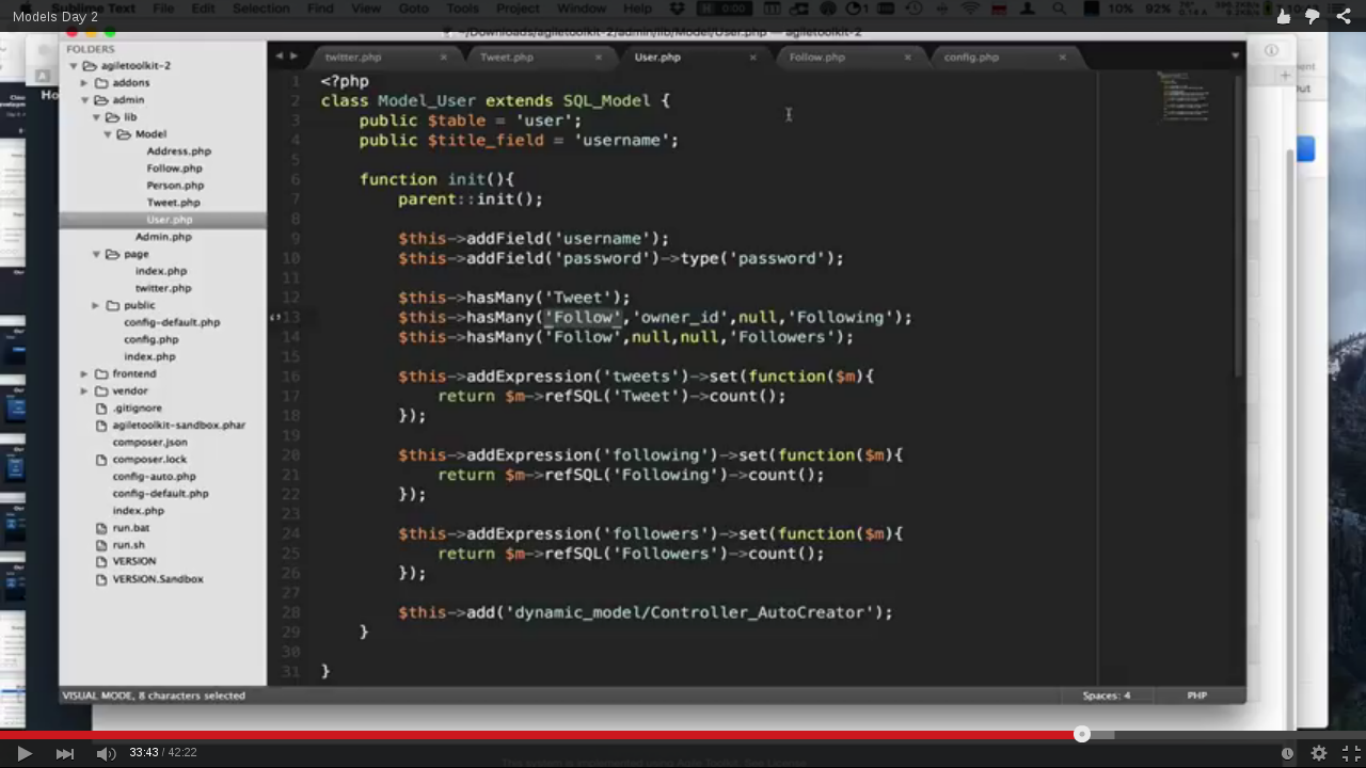 Models Day 2
Sublime Text File Edit Selection Find View Goto Tools Project Window Help 0:00 10% 92%
~/Downloads/agiletoolkit-2/admin/lib/Model/User.php — agiletoolkit-2
FOLDERS
agiletoolkit-2
addons
admin
lib
Model
Address.php
Follow.php
Person.php
Tweet.php
User.php
Admin.php
page
index.php
twitter.php
public
config-default.php
config.php
index.php
frontend
vendor
.gitignore
agiletoolkit-sandbox.phar
composer.json
composer.lock
config-auto.php
config-default.php
index.php
run.bat
run.sh
VERSION
VERSION.Sandbox
twitter.php Tweet.php User.php Follow.php config.php
1 <?php
2 class Model_User extends SQL_Model {
3 public $table = 'user';
4 public $title_field = 'username';
5
6 function init(){
7 parent::init();
8
9 $this->addField('username');
10 $this->addField('password')->type('password');
11
12 $this->hasMany('Tweet');
13 $this->hasMany('Follow','owner_id',null,'Following');
14 $this->hasMany('Follow',null,null,'Followers');
15
16 $this->addExpression('tweets')->set(function($m){
17 return $m->refSQL('Tweet')->count();
18 });
19
20 $this->addExpression('following')->set(function($m){
21 return $m->refSQL('Following')->count();
22 });
23
24 $this->addExpression('followers')->set(function($m){
25 return $m->refSQL('Followers')->count();
26 });
27
28 $this->add('dynamic_model/Controller_AutoCreator');
29 }
30
31 }
VISUAL MODE, 8 characters selected Spaces: 4 PHP
33:43 / 42:22